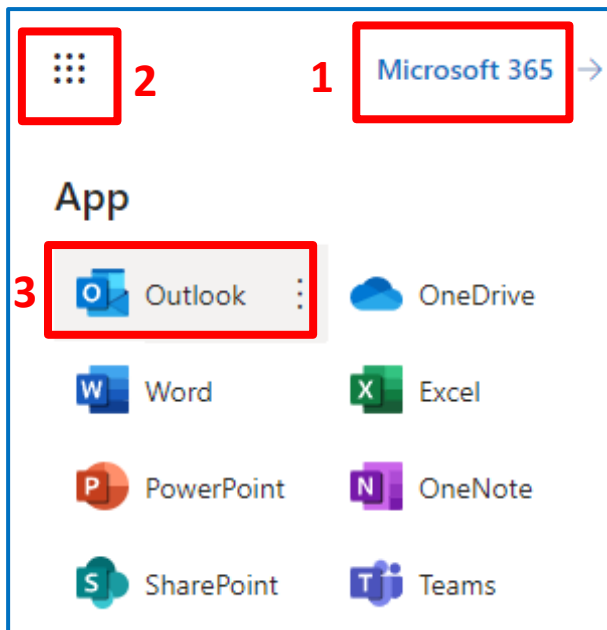 2
1
Microsoft 365 →
App
3
Outlook
OneDrive
Word
Excel
PowerPoint
OneNote
SharePoint
Teams